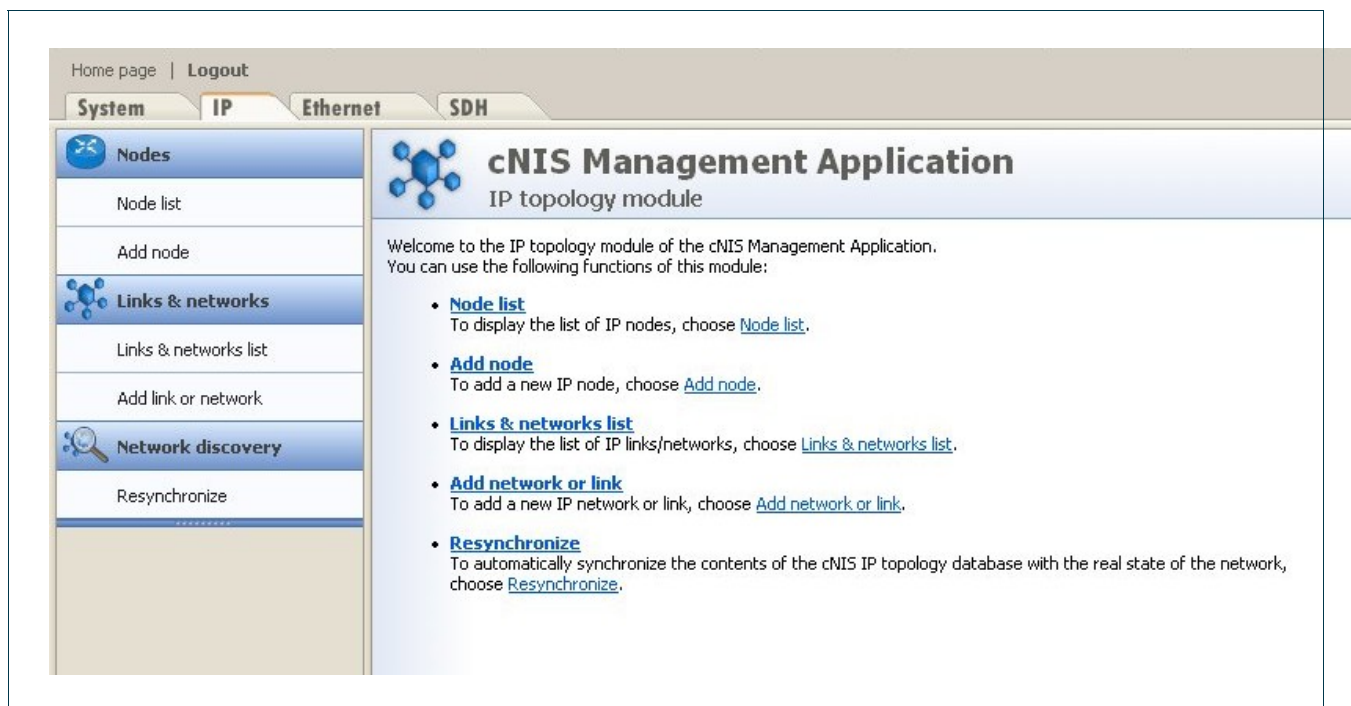 Home page | Logout
System IP Ethernet SDH
Nodes
Node list
Add node
Links & networks
Links & networks list
Add link or network
Network discovery
Resynchronize
cNIS Management Application
IP topology module
Welcome to the IP topology module of the cNIS Management Application.
You can use the following functions of this module:
• Node list
To display the list of IP nodes, choose Node list.
• Add node
To add a new IP node, choose Add node.
• Links & networks list
To display the list of IP links/networks, choose Links & networks list.
• Add network or link
To add a new IP network or link, choose Add network or link.
• Resynchronize
To automatically synchronize the contents of the cNIS IP topology database with the real state of the network,
choose Resynchronize.